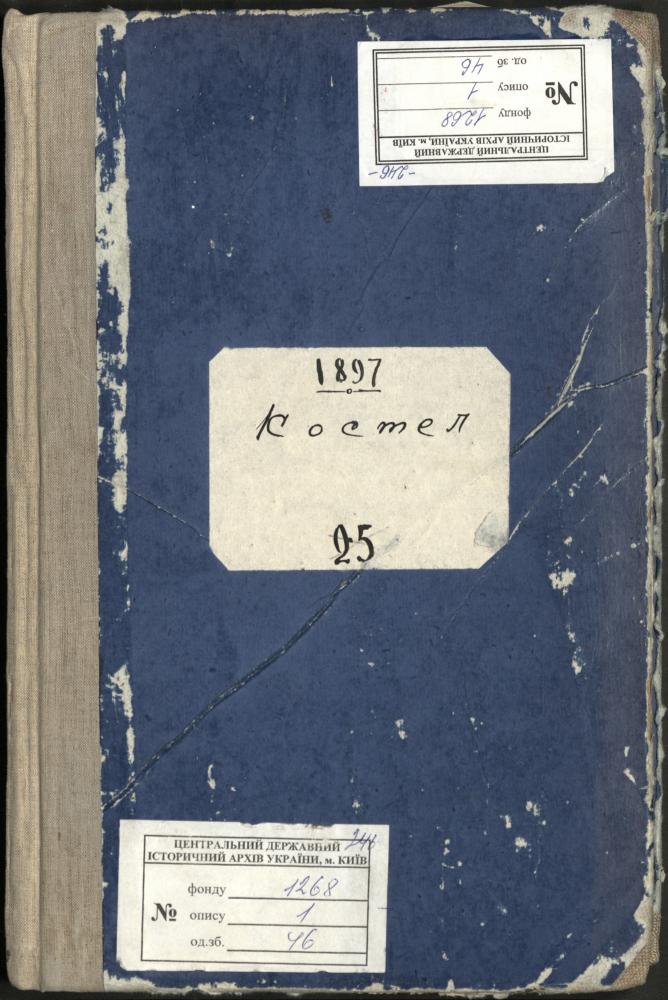 ЦЕНТРАЛЬНИЙ ДЕРЖАВНИЙ
ІСТОРИЧНИЙ АРХІВ УКРАЇНИ, м. КИЇВ
фонду 1268
№ опису 1
од. зб 46
-246-
1897
Костел
25
ЦЕНТРАЛЬНИЙ ДЕРЖАВНИЙ 246
ІСТОРИЧНИЙ АРХІВ УКРАЇНИ, м. КИЇВ
фонду 1268
№ опису 1
од.зб. 46